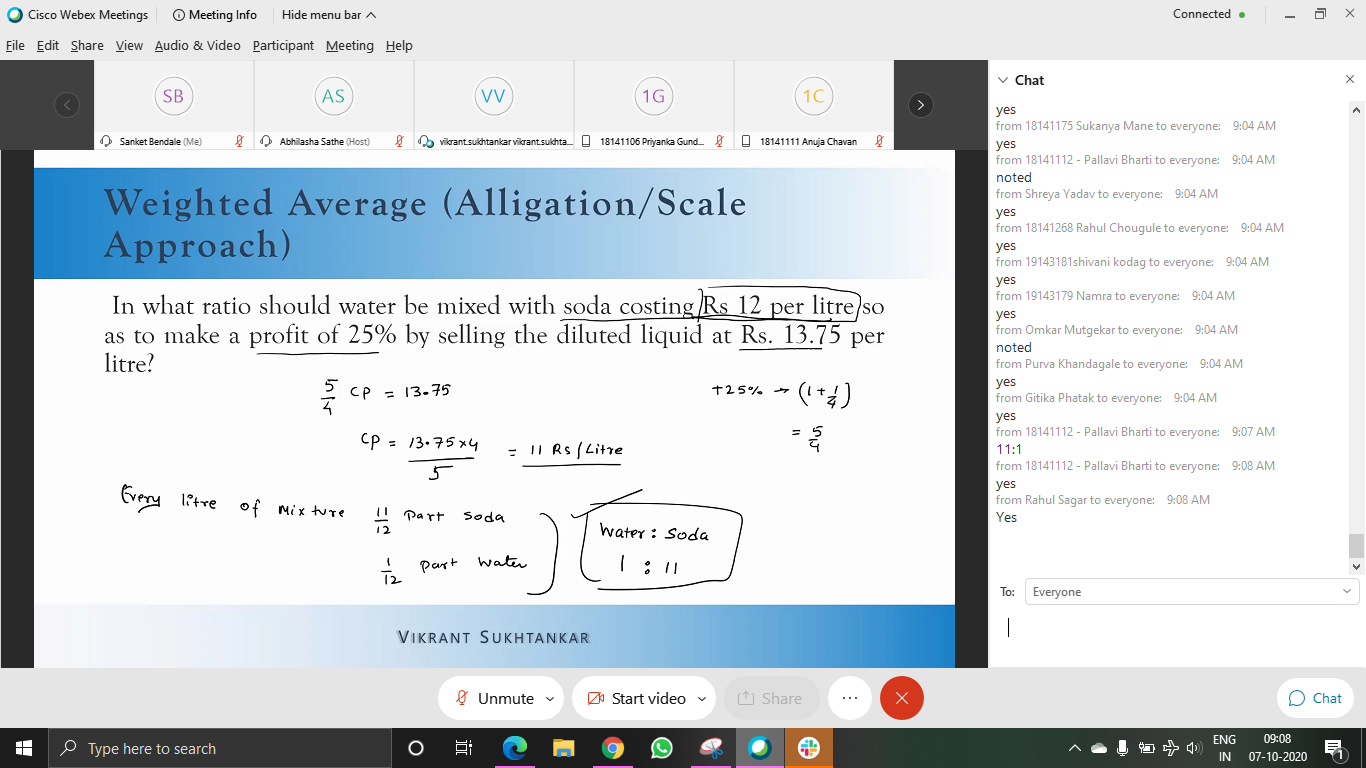 Cisco Webex Meetings
Meeting Info
Hide menu bar
Connected
File Edit Share View Audio & Video Participant Meeting Help
SB
AS
VV
1G
1C
Sanket Bendale (Me)
Abhilasha Sathe (Host)
vikrant.sukhtankar vikrant.sukhta...
18141106 Priyanka Gund...
18141111 Anuja Chavan
Weighted Average (Alligation/Scale
Approach)
In what ratio should water be mixed with soda costing Rs 12 per litre so
as to make a profit of 25% by selling the diluted liquid at Rs. 13.75 per
litre?
5/4 CP = 13.75
+25% → (1 + 1/4)
= 5/4
CP = 13.75 x 4 / 5 = 11 Rs/Litre
Every litre of mixture 11/12 part soda
1/12 part water
Water : Soda
1 : 11
VIKRANT SUKHTANKAR
Chat
yes
from 18141175 Sukanya Mane to everyone: 9:04 AM
yes
from 18141112 - Pallavi Bharti to everyone: 9:04 AM
noted
from Shreya Yadav to everyone: 9:04 AM
yes
from 18141268 Rahul Chougule to everyone: 9:04 AM
yes
from 19143181shivani kodag to everyone: 9:04 AM
yes
from 19143179 Namra to everyone: 9:04 AM
yes
from Omkar Mutgekar to everyone: 9:04 AM
noted
from Purva Khandagale to everyone: 9:04 AM
yes
from Gitika Phatak to everyone: 9:04 AM
yes
from 18141112 - Pallavi Bharti to everyone: 9:07 AM
11:1
from 18141112 - Pallavi Bharti to everyone: 9:08 AM
yes
from Rahul Sagar to everyone: 9:08 AM
Yes
To: Everyone
Unmute
Start video
Share
Chat
Type here to search
ENG
IN
09:08
07-10-2020
1